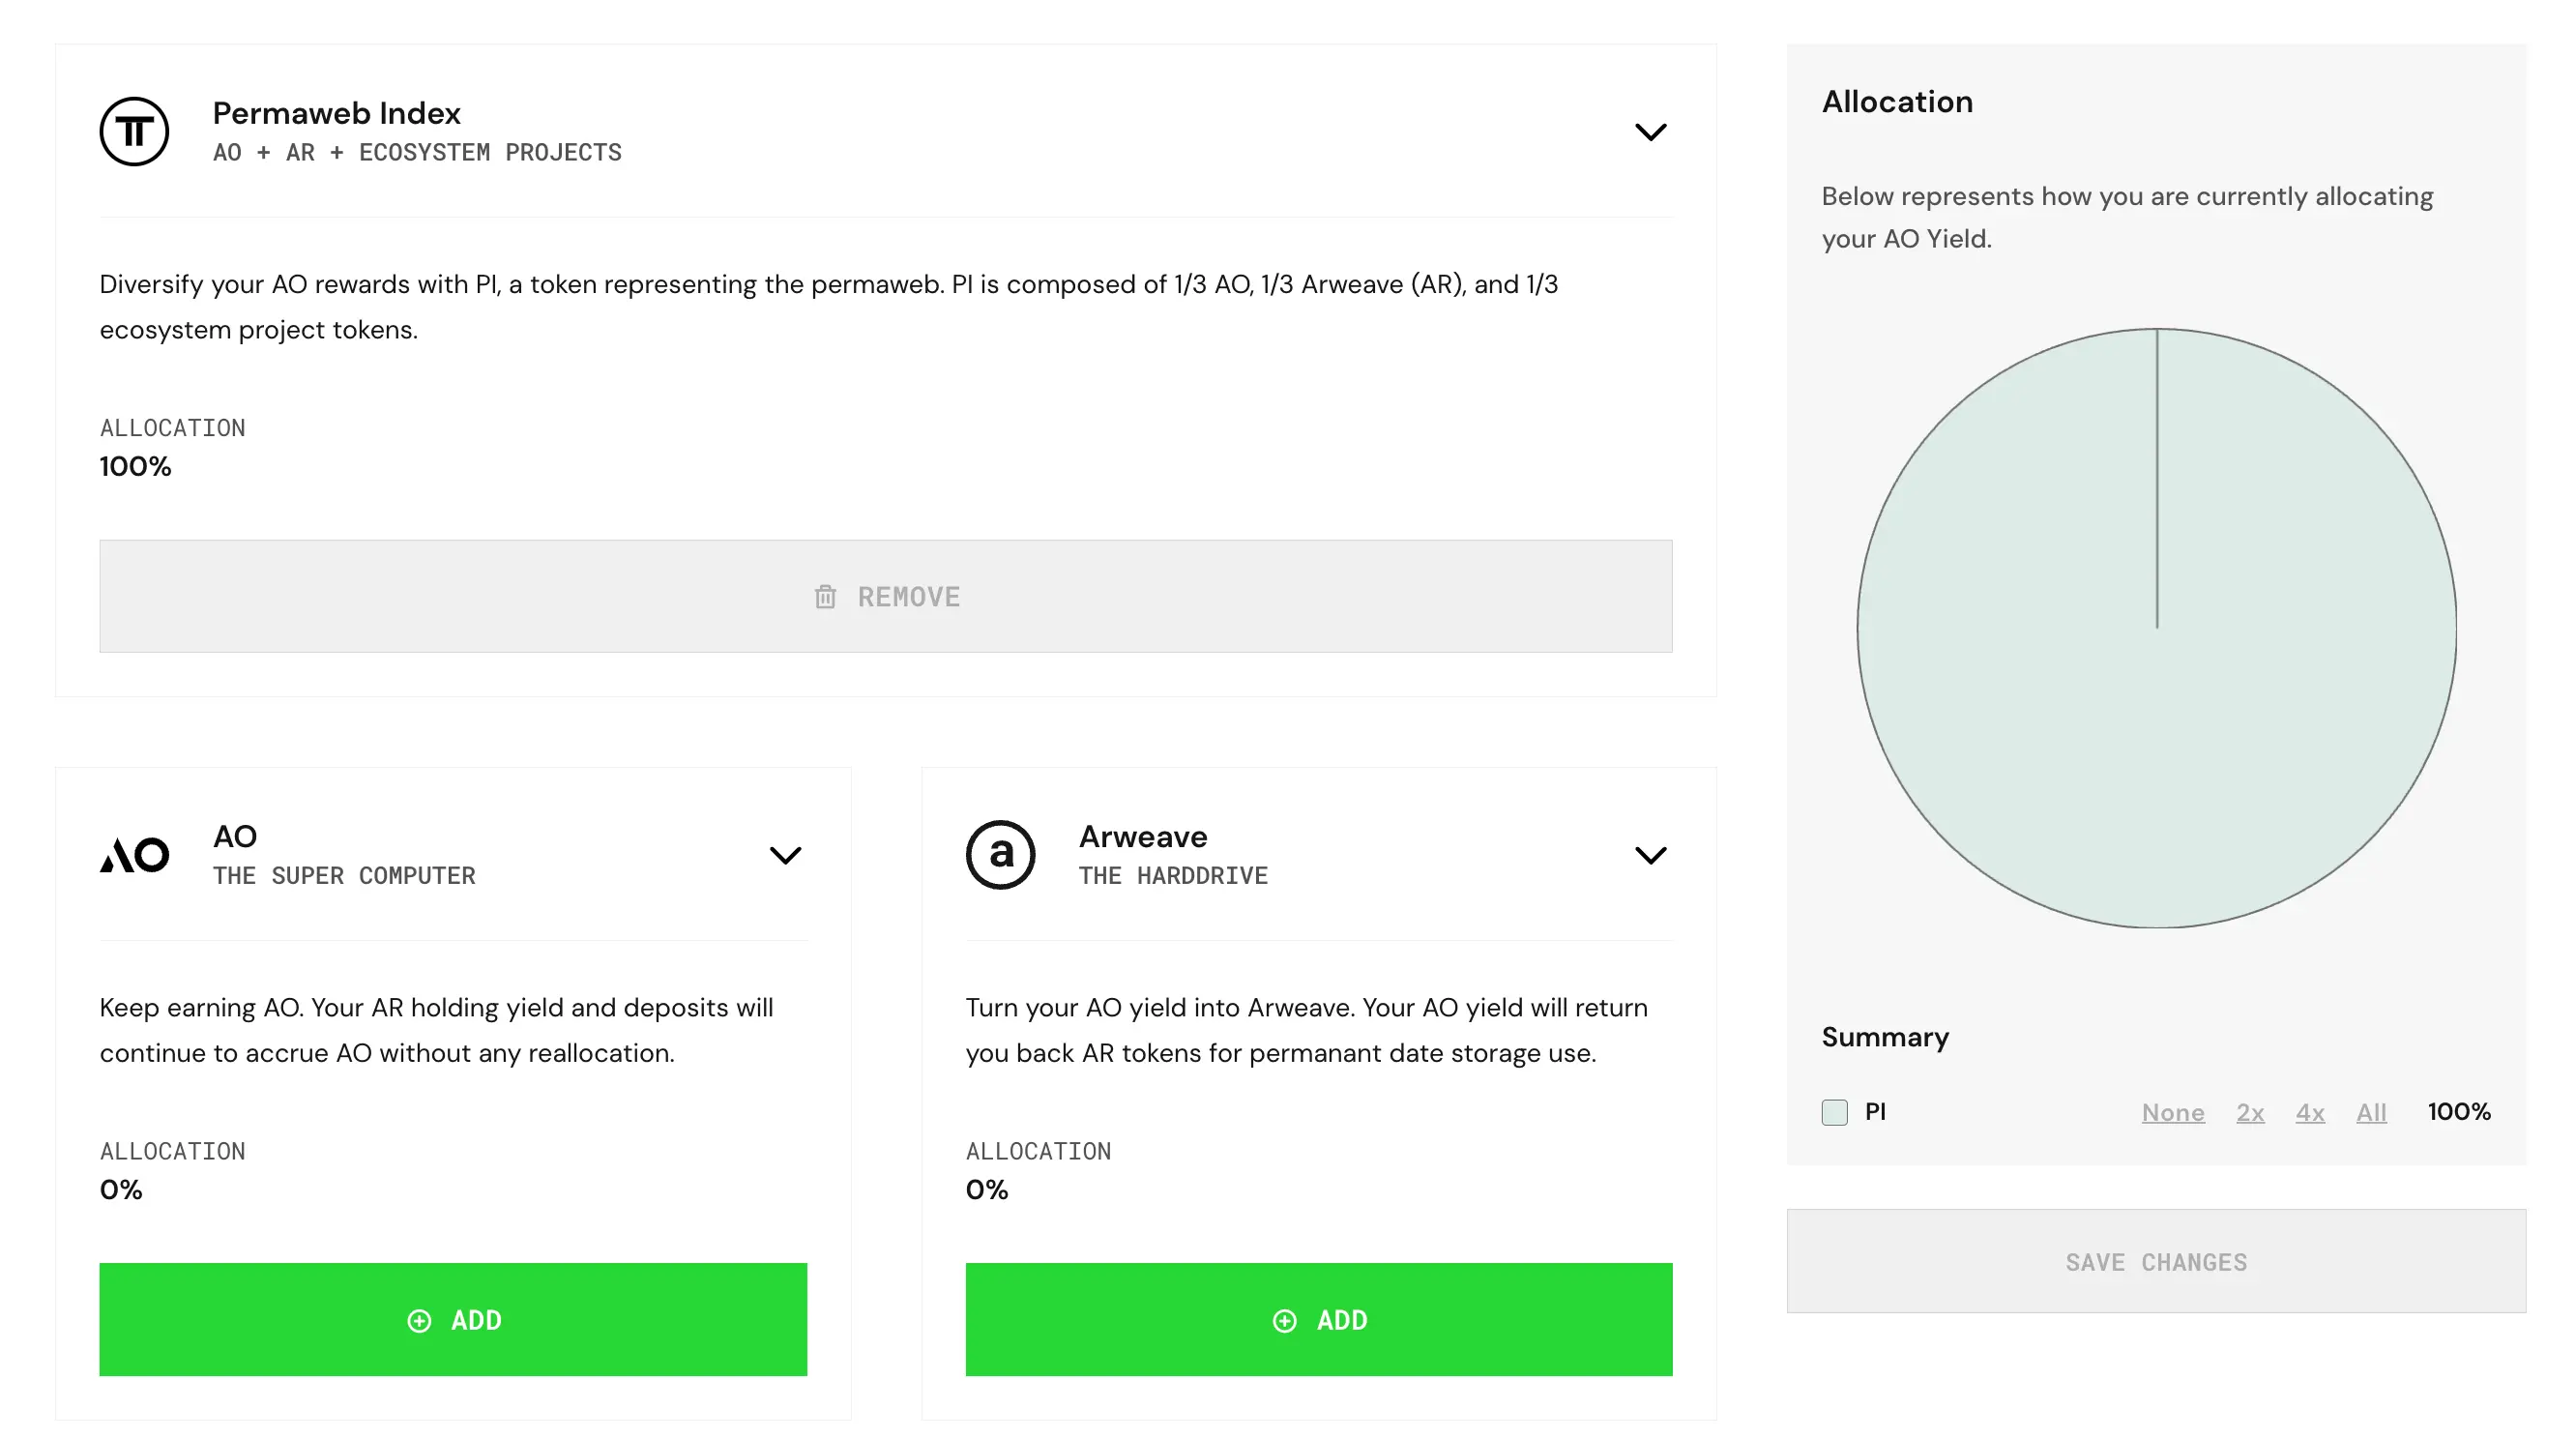 Permaweb Index
AO + AR + ECOSYSTEM PROJECTS
Diversify your AO rewards with PI, a token representing the permaweb. PI is composed of 1/3 AO, 1/3 Arweave (AR), and 1/3
ecosystem project tokens.
ALLOCATION
100%
REMOVE
AO
AO
THE SUPER COMPUTER
Keep earning AO. Your AR holding yield and deposits will
continue to accrue AO without any reallocation.
ALLOCATION
0%
ADD
a
Arweave
THE HARDDRIVE
Turn your AO yield into Arweave. Your AO yield will return
you back AR tokens for permanant date storage use.
ALLOCATION
0%
ADD
Allocation
Below represents how you are currently allocating
your AO Yield.
Summary
PI None 2x 4x All 100%
SAVE CHANGES